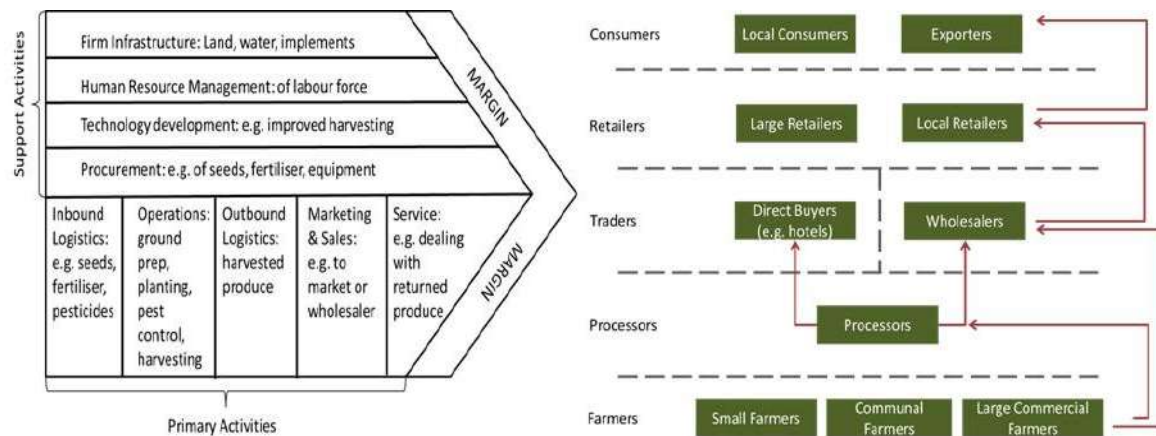 Support Activities
Firm Infrastructure: Land, water, implements
Human Resource Management: of labour force
Technology development: e.g. improved harvesting
Procurement: e.g. of seeds, fertiliser, equipment
MARGIN
Inbound
Logistics:
e.g. seeds,
fertiliser,
pesticides
Operations:
ground
prep,
planting,
pest
control,
harvesting
Outbound
Logistics:
harvested
produce
Marketing
& Sales:
e.g. to
market or
wholesaler
Service:
e.g. dealing
with
returned
produce
MARGIN
Primary Activities
Consumers
Local Consumers
Exporters
Retailers
Large Retailers
Local Retailers
Traders
Direct Buyers
(e.g. hotels)
Wholesalers
Processors
Processors
Farmers
Small Farmers
Communal
Farmers
Large Commercial
Farmers